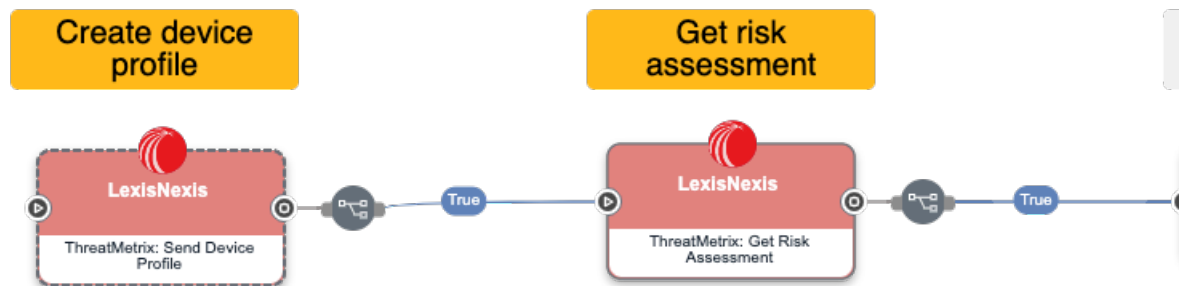 Create device
profile
Get risk
assessment
LexisNexis
ThreatMetrix: Send Device
Profile
True
LexisNexis
ThreatMetrix: Get Risk
Assessment
True